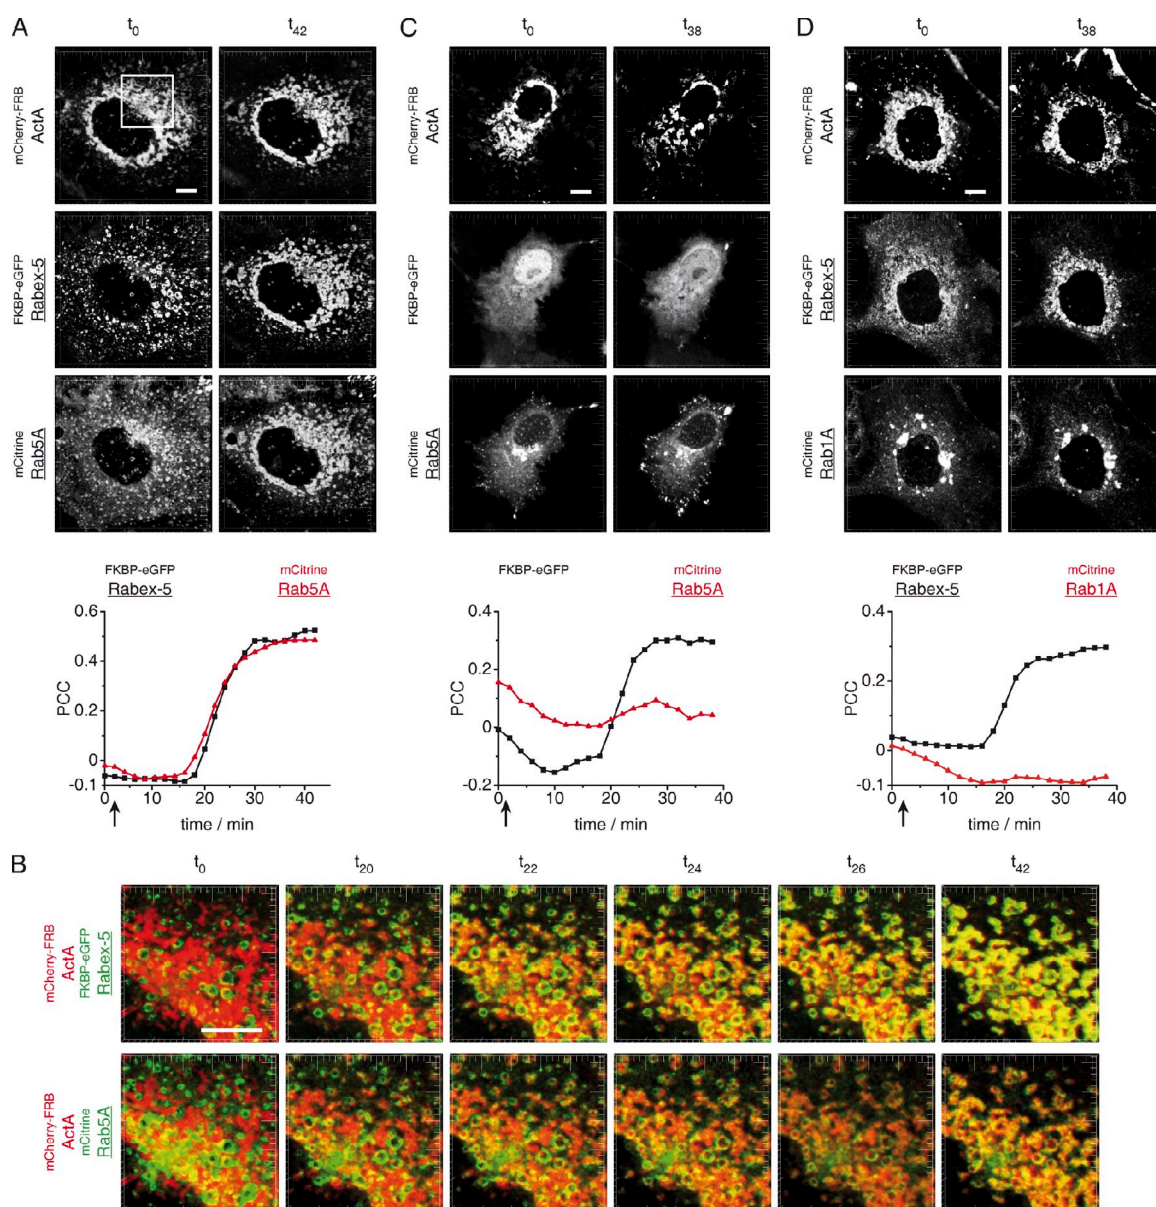 A t0 t42 C t0 t38 D t0 t38
mCherry-FRB
ActA
mCherry-FRB
ActA
mCherry-FRB
ActA
FKBP-eGFP
Rabex-5
FKBP-eGFP
FKBP-eGFP
Rabex-5
mCitrine
Rab5A
mCitrine
Rab5A
mCitrine
Rab1A
FKBP-eGFP
Rabex-5
mCitrine
Rab5A
PCC
0.6
0.4
0.2
0
-0.1
0 10 20 30 40
time / min
FKBP-eGFP
mCitrine
Rab5A
PCC
0.4
0.2
0
-0.2
0 10 20 30 40
time / min
FKBP-eGFP
Rabex-5
mCitrine
Rab1A
PCC
0.4
0.2
0
-0.1
0 10 20 30 40
time / min
B t0 t20 t22 t24 t26 t42
mCherry-FRB
ActA
FKBP-eGFP
Rabex-5
mCherry-FRB
ActA
mCitrine
Rab5A